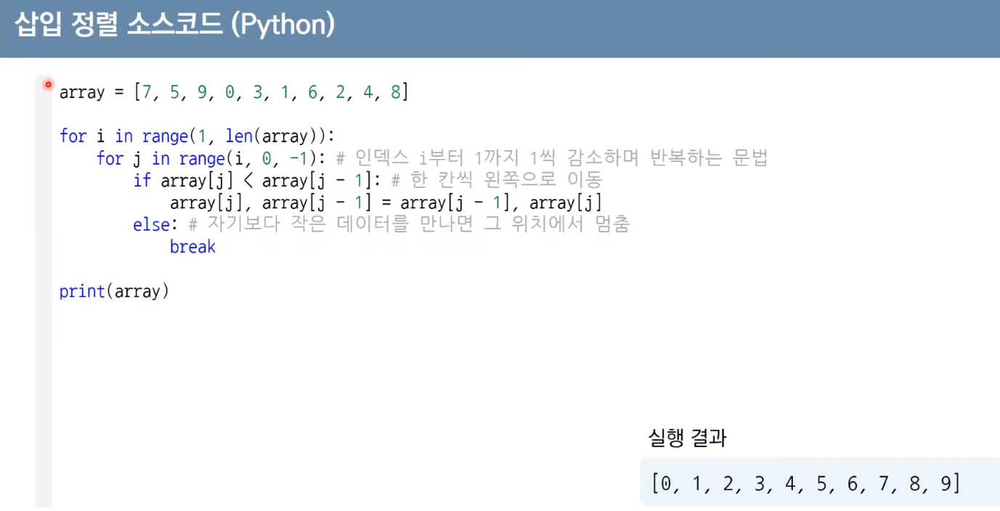 삽입 정렬 소스코드 (Python)
array = [7, 5, 9, 0, 3, 1, 6, 2, 4, 8]
for i in range(1, len(array)):
for j in range(i, 0, -1): # 인덱스 i부터 1까지 1씩 감소하며 반복하는 문법
if array[j] < array[j - 1]: # 한 칸씩 왼쪽으로 이동
array[j], array[j - 1] = array[j - 1], array[j]
else: # 자기보다 작은 데이터를 만나면 그 위치에서 멈춤
break
print(array)
실행 결과
[0, 1, 2, 3, 4, 5, 6, 7, 8, 9]